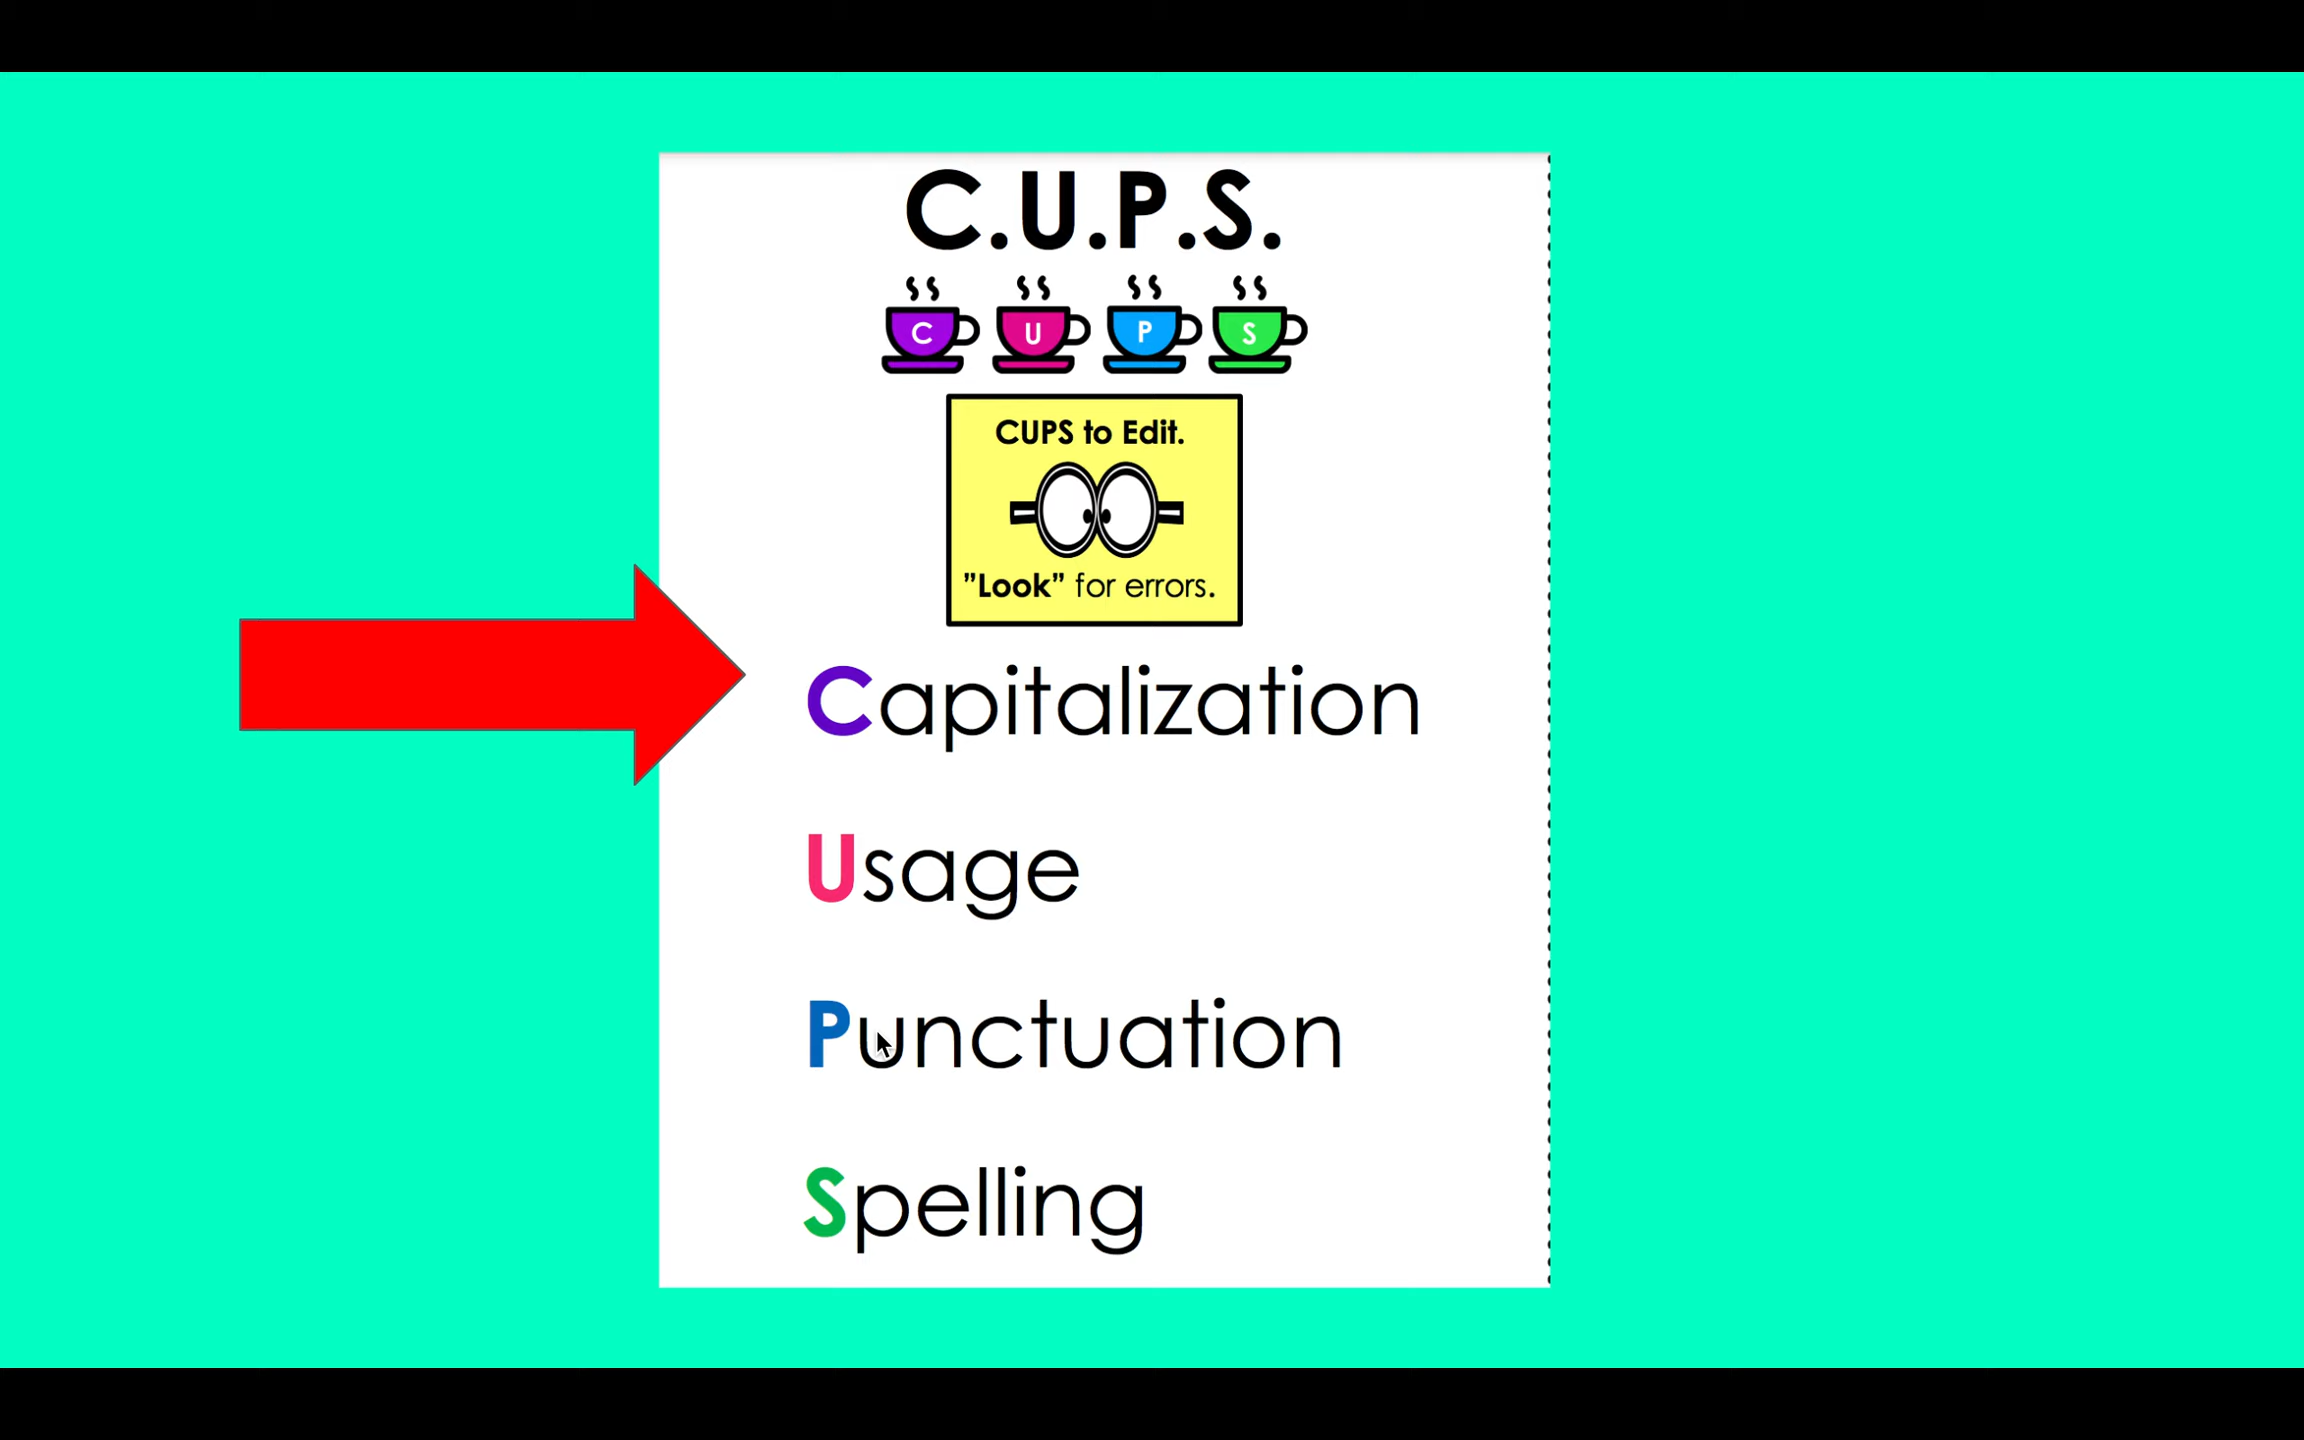 C.U.P.S.
C U P S
CUPS to Edit.
”Look” for errors.
Capitalization
Usage
Punctuation
Spelling